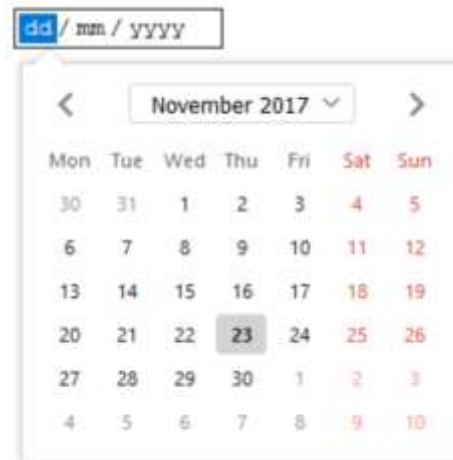 dd / mm / yyyy
November 2017
Mon Tue Wed Thu Fri Sat Sun
30 31 1 2 3 4 5
6 7 8 9 10 11 12
13 14 15 16 17 18 19
20 21 22 23 24 25 26
27 28 29 30 1 2 3
4 5 6 7 8 9 10